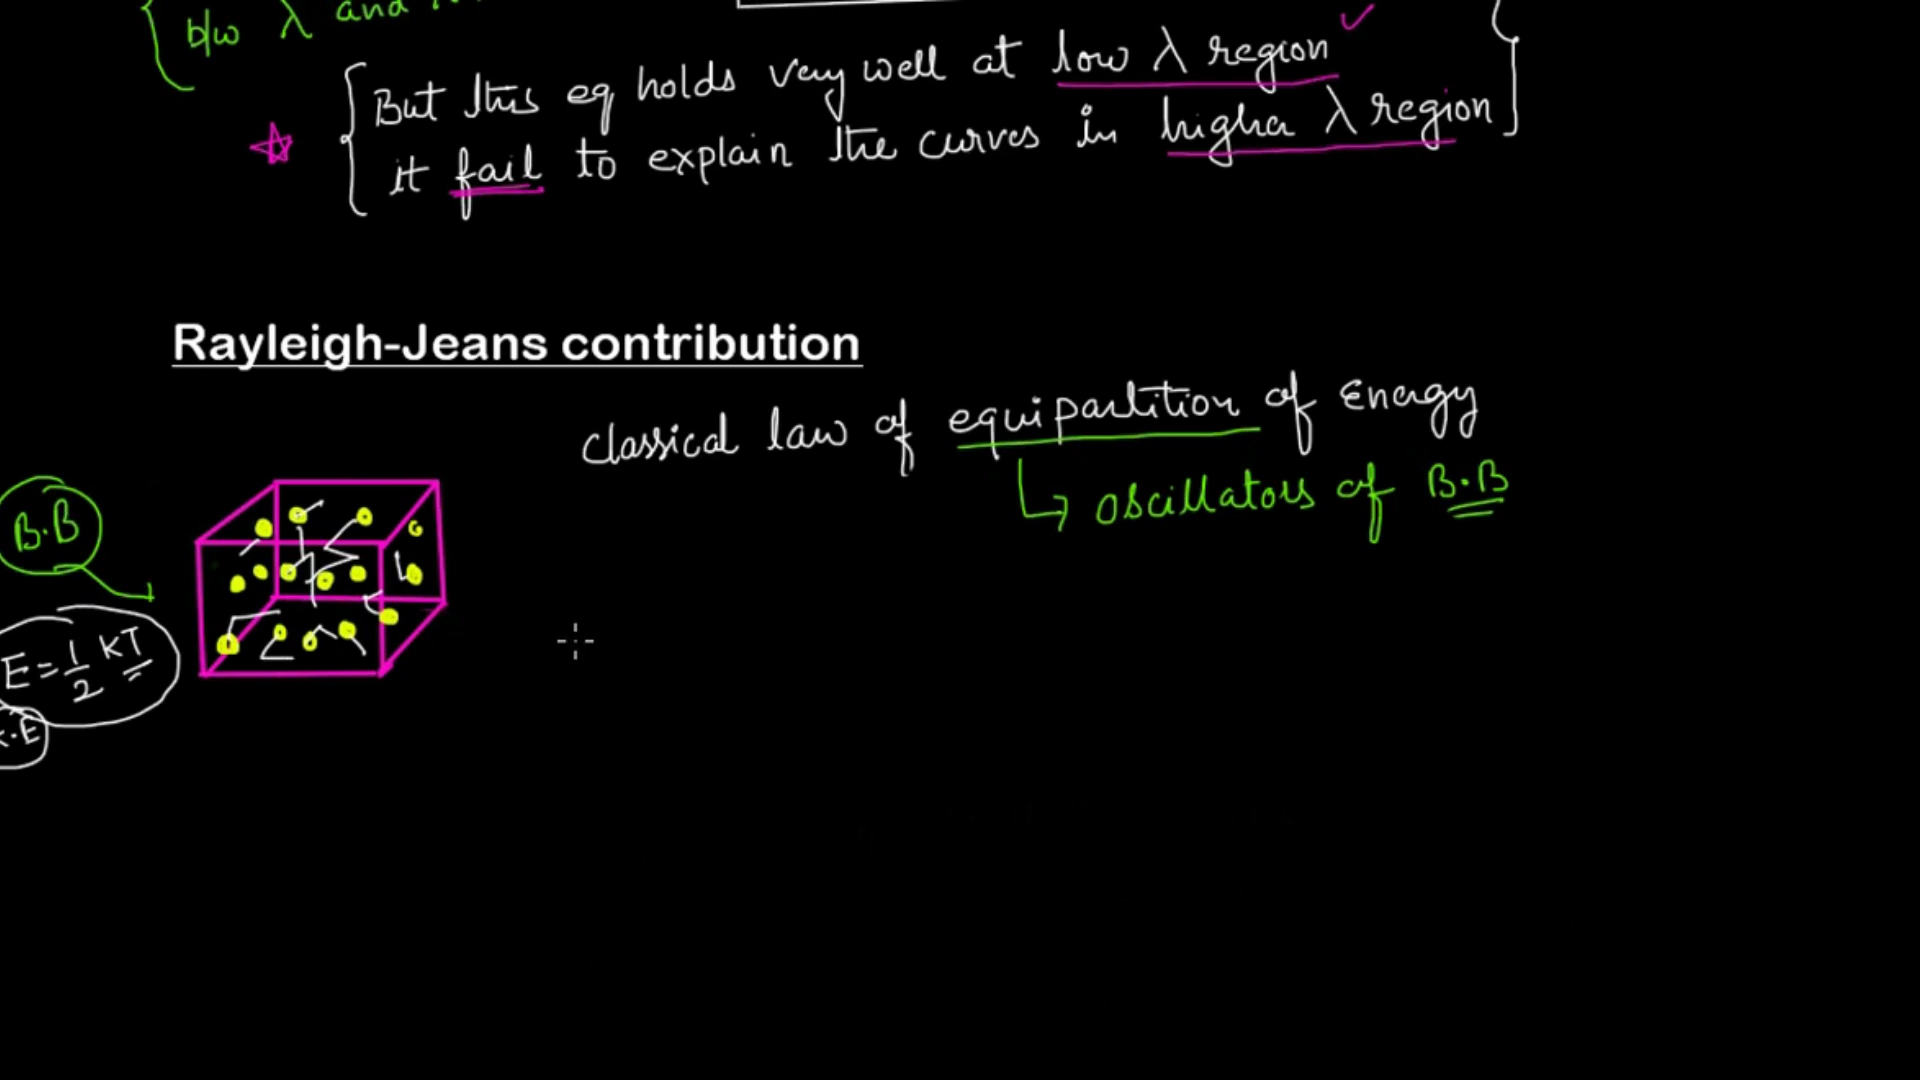 b/w λ and
But this eq holds very well at low λ region ✓
it fail to explain the curves in higher λ region
Rayleigh-Jeans contribution
Classical law of equipartition of Energy
↳ oscillators of B.B
B.B
E = 1/2 KT
K.E